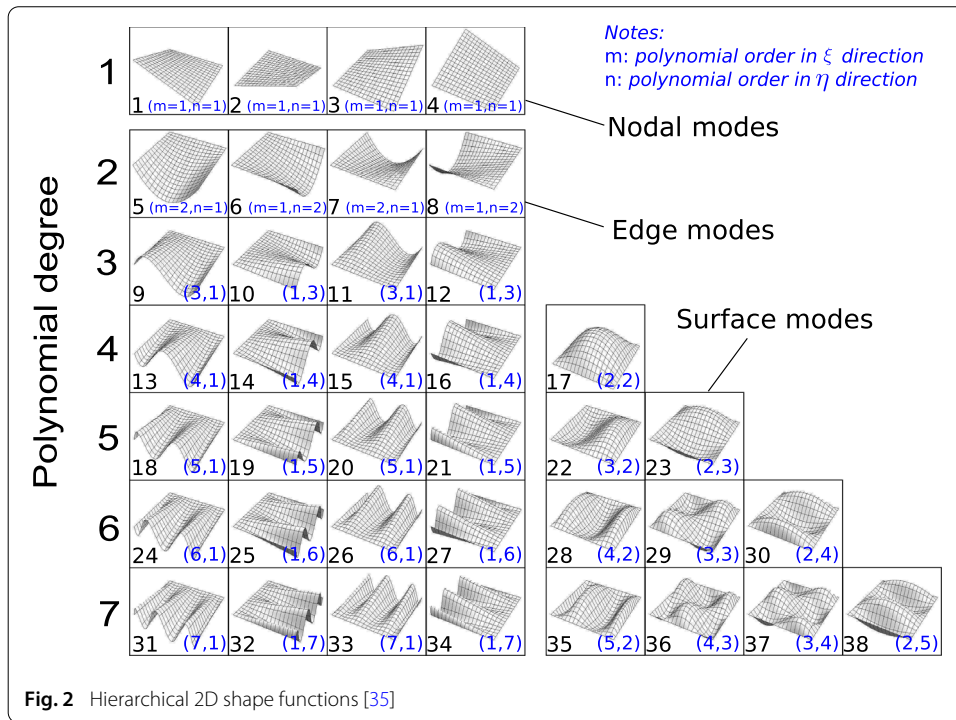 Notes:
m: polynomial order in ξ direction
n: polynomial order in η direction
Polynomial degree
1
1 (m=1,n=1) 2 (m=1,n=1) 3 (m=1,n=1) 4 (m=1,n=1)
Nodal modes
2
5 (m=2,n=1) 6 (m=1,n=2) 7 (m=2,n=1) 8 (m=1,n=2)
Edge modes
3
9 (3,1) 10 (1,3) 11 (3,1) 12 (1,3)
Surface modes
4
13 (4,1) 14 (1,4) 15 (4,1) 16 (1,4) 17 (2,2)
5
18 (5,1) 19 (1,5) 20 (5,1) 21 (1,5) 22 (3,2) 23 (2,3)
6
24 (6,1) 25 (1,6) 26 (6,1) 27 (1,6) 28 (4,2) 29 (3,3) 30 (2,4)
7
31 (7,1) 32 (1,7) 33 (7,1) 34 (1,7) 35 (5,2) 36 (4,3) 37 (3,4) 38 (2,5)
Fig. 2 Hierarchical 2D shape functions [35]